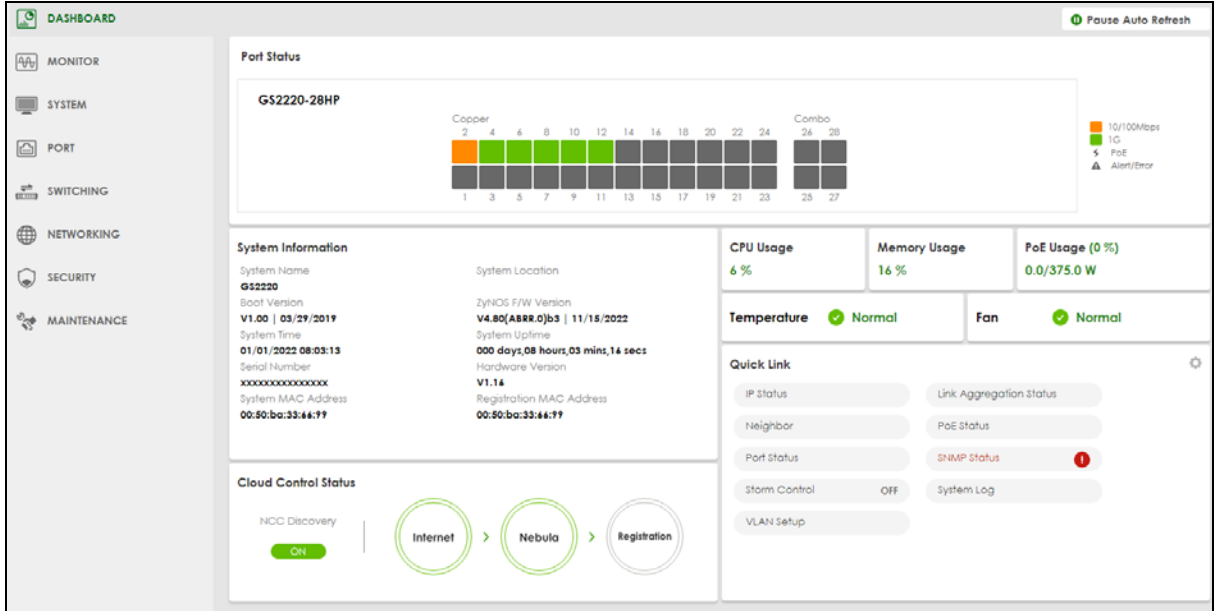 DASHBOARD
Pause Auto Refresh
MONITOR
SYSTEM
PORT
SWITCHING
NETWORKING
SECURITY
MAINTENANCE
Port Status
GS2220-28HP
Copper
Combo
2 4 6 8 10 12 14 16 18 20 22 24 26 28
1 3 5 7 9 11 13 15 17 19 21 23 25 27
10/100Mbps
1G
PoE
Alert/Error
System Information
System Name
System Location
GS2220
Boot Version
ZyNOS F/W Version
V1.00 | 03/29/2019
V4.80(ABRR.0)b3 | 11/15/2022
System Time
System Uptime
01/01/2022 08:03:13
000 days,08 hours,03 mins,16 secs
Serial Number
Hardware Version
xxxxxxxxxxxxxxx
V1.16
System MAC Address
Registration MAC Address
00:50:ba:33:66:99
00:50:ba:33:66:99
CPU Usage
6 %
Memory Usage
16 %
PoE Usage (0 %)
0.0/375.0 W
Temperature
Normal
Fan
Normal
Quick Link
IP Status
Link Aggregation Status
Neighbor
PoE Status
Port Status
SNMP Status
Storm Control OFF
System Log
VLAN Setup
Cloud Control Status
NCC Discovery
ON
Internet
Nebula
Registration